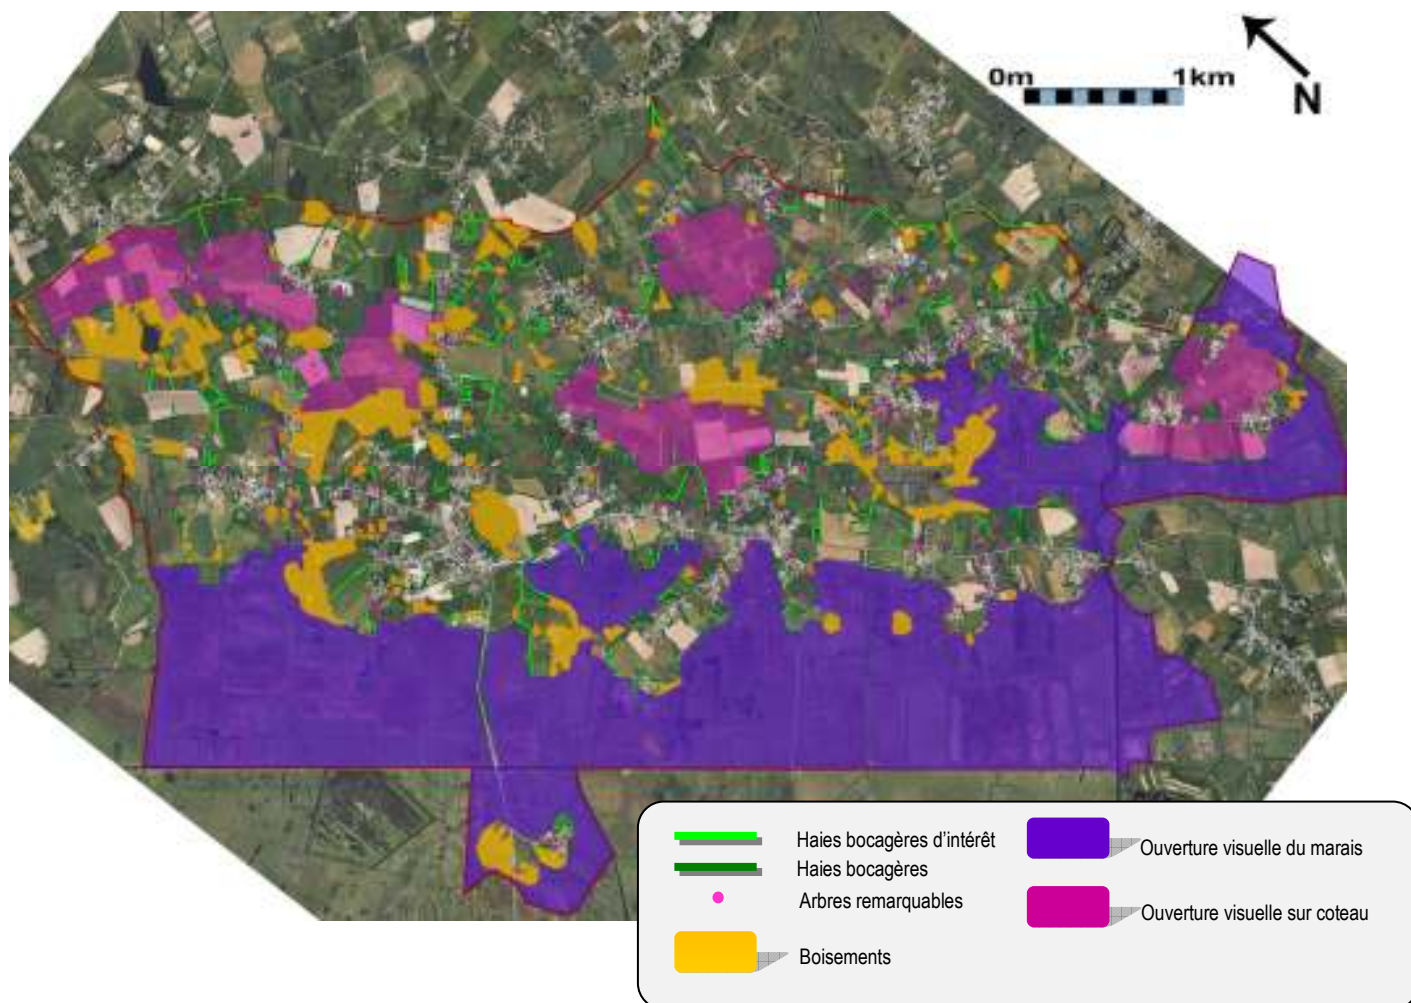 0m 1km
N
Haies bocagères d'intérêt
Haies bocagères
Arbres remarquables
Boisements
Ouverture visuelle du marais
Ouverture visuelle sur coteau